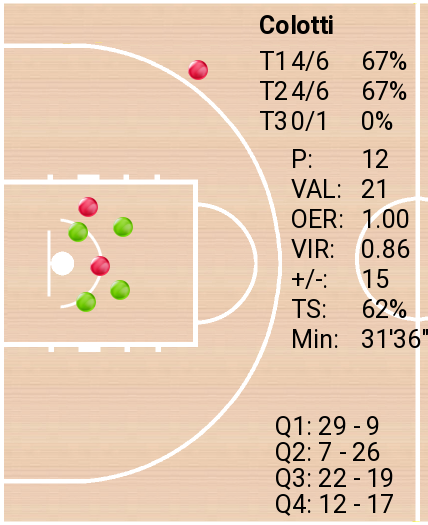 Colotti
T1 4/6 67%
T2 4/6 67%
T3 0/1 0%
P: 12
VAL: 21
OER: 1.00
VIR: 0.86
+/-: 15
TS: 62%
Min: 31'36"
Q1: 29 - 9
Q2: 7 - 26
Q3: 22 - 19
Q4: 12 - 17